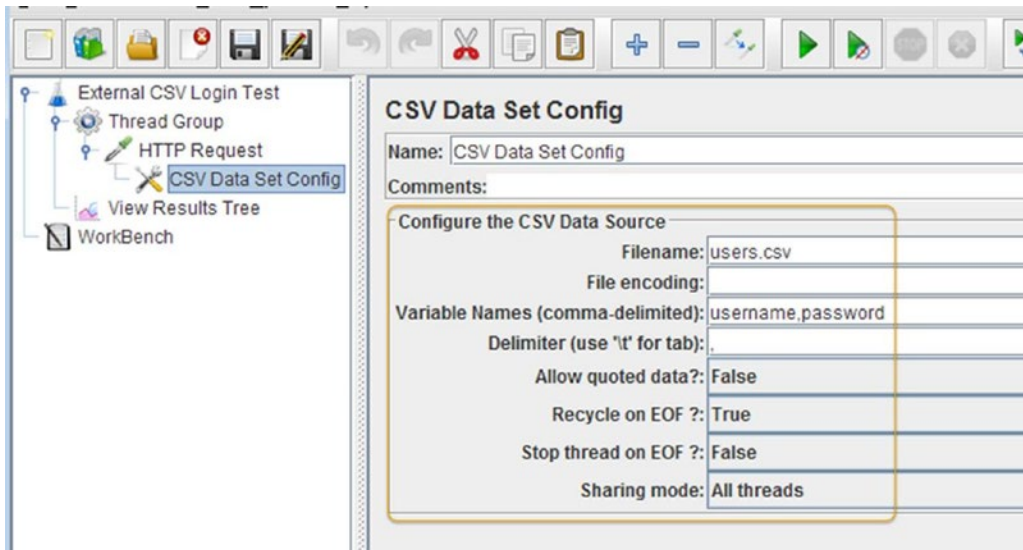 External CSV Login Test
Thread Group
HTTP Request
CSV Data Set Config
View Results Tree
WorkBench
CSV Data Set Config
Name: CSV Data Set Config
Comments:
Configure the CSV Data Source
Filename: users.csv
File encoding:
Variable Names (comma-delimited): username,password
Delimiter (use '\t' for tab): ,
Allow quoted data?: False
Recycle on EOF ?: True
Stop thread on EOF ?: False
Sharing mode: All threads